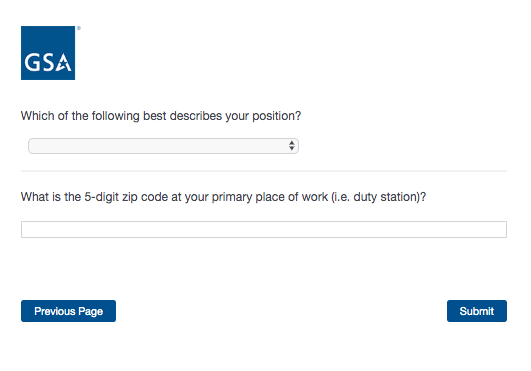 GSA
Which of the following best describes your position?
What is the 5-digit zip code at your primary place of work (i.e. duty station)?
Previous Page
Submit